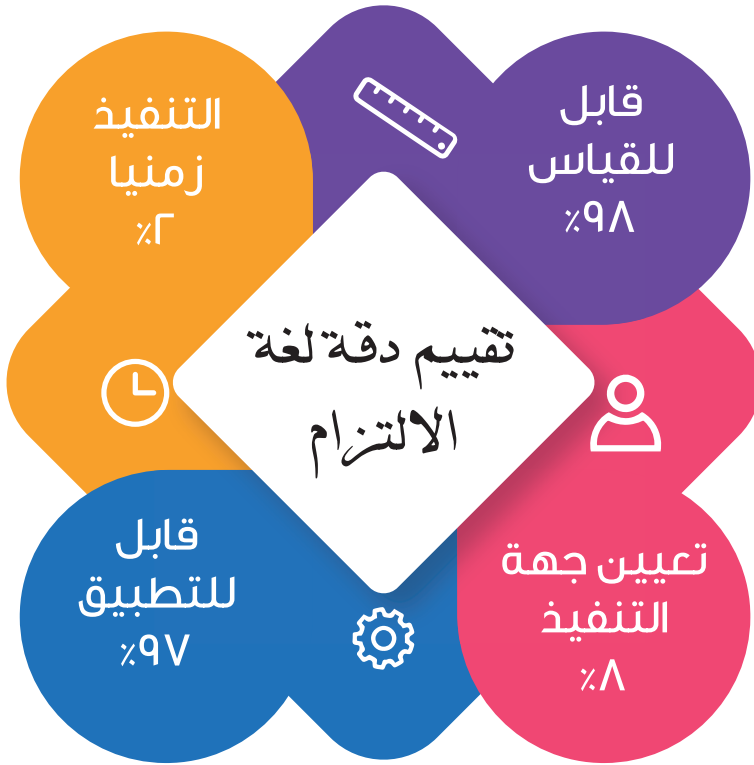 قابل
للقياس
٩٨٪
التنفيذ
زمنيا
٢٪
تقييم دقة لغة
الالتزام
تعيين جهة
التنفيذ
٨٪
قابل
للتطبيق
٩٧٪